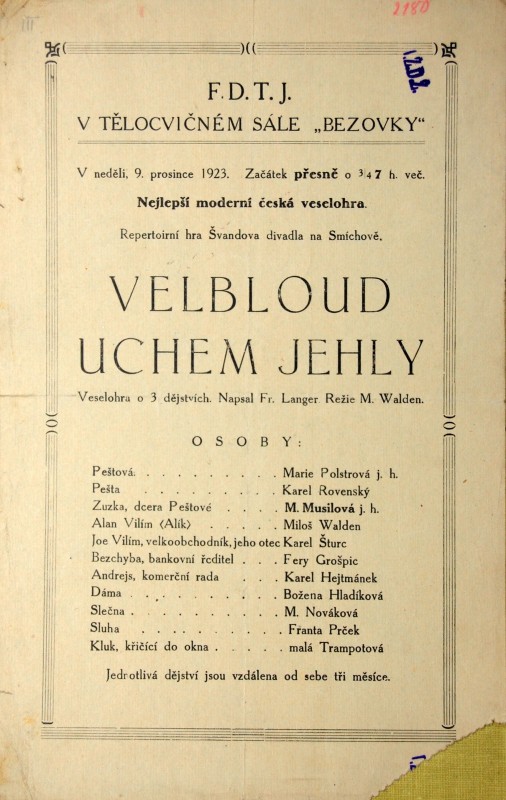 III
2180
I.2D2.
F. D. T. J.
V TĚLOCVIČNÉM SÁLE „BEZOVKY“
V neděli, 9. prosince 1923. Začátek přesně o 3/4 7 h. več.
Nejlepší moderní česká veselohra.
Repertoirní hra Švandova divadla na Smíchově.
VELBLOUD
UCHEM JEHLY
Veselohra o 3 dějstvích. Napsal Fr. Langer. Režie M. Walden.
OSOBY:
Peštová. . . . . . . . . . Marie Polstrová j. h.
Pešta . . . . . . . . . Karel Rovenský
Zuzka, dcera Peštové . . . . M. Musilová j. h.
Alan Vilím (Alík) . . . . . Miloš Walden
Joe Vilím, velkoobchodník, jeho otec Karel Šturc
Bezchyba, bankovní řcditel . . . Fery Grošpic
Andrejs, komerční rada . . . Karel Hejtmánek
Dáma . . . . . . . . . Božena Hladíková
Slečna . . . . . . . . . M. Nováková
Sluha . . . . . . . . . Franta Prček
Kluk, křičící do okna . . . . . malá Trampotová
Jednotlivá dějství jsou vzdálena od sebe tři měsíce.